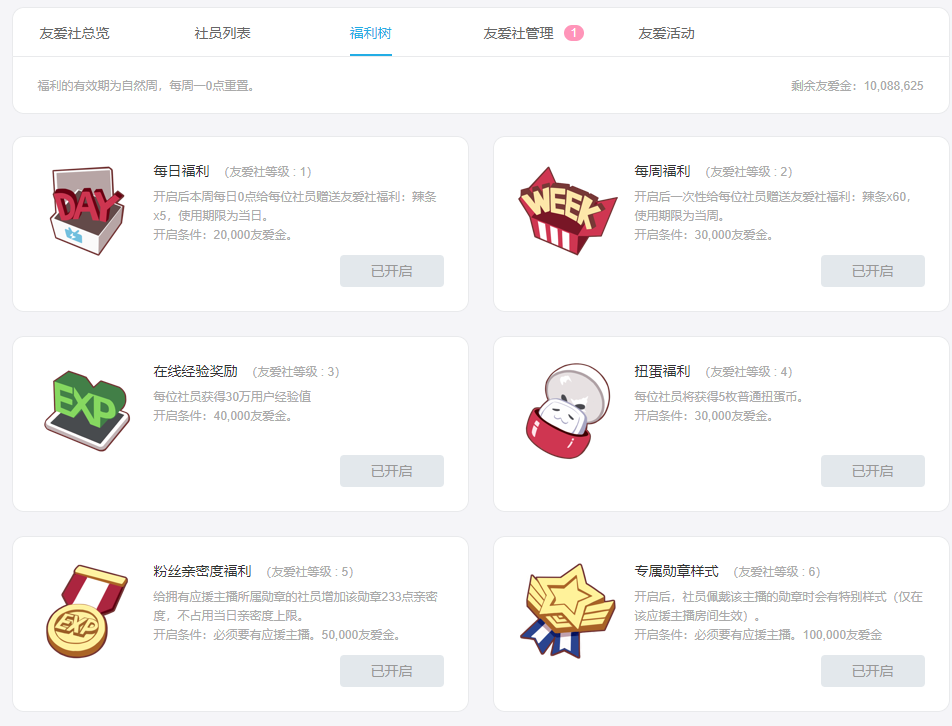 友爱社总览 社员列表 福利树 友爱社管理 1 友爱活动
福利的有效期为自然周，每周一0点重置。 剩余友爱金：10,088,625
DAY
每日福利 （友爱社等级 : 1）
开启后本周每日0点给每位社员赠送友爱社福利：辣条
x5，使用期限为当日。
开启条件：20,000友爱金。
已开启
WEEK
每周福利 （友爱社等级 : 2）
开启后一次性给每位社员赠送友爱社福利：辣条x60，
使用期限为当周。
开启条件：30,000友爱金。
已开启
EXP
在线经验奖励 （友爱社等级 : 3）
每位社员获得30万用户经验值
开启条件：40,000友爱金。
已开启
扭蛋福利 （友爱社等级 : 4）
每位社员将获得5枚普通扭蛋币。
开启条件：30,000友爱金。
已开启
EXP
粉丝亲密度福利 （友爱社等级 : 5）
给拥有应援主播所属勋章的社员增加该勋章233点亲密
度，不占用当日亲密度上限。
开启条件：必须要有应援主播。50,000友爱金。
已开启
专属勋章样式 （友爱社等级 : 6）
开启后，社员佩戴该主播的勋章时会有特别样式（仅在
该应援主播房间生效）。
开启条件：必须要有应援主播。100,000友爱金
已开启